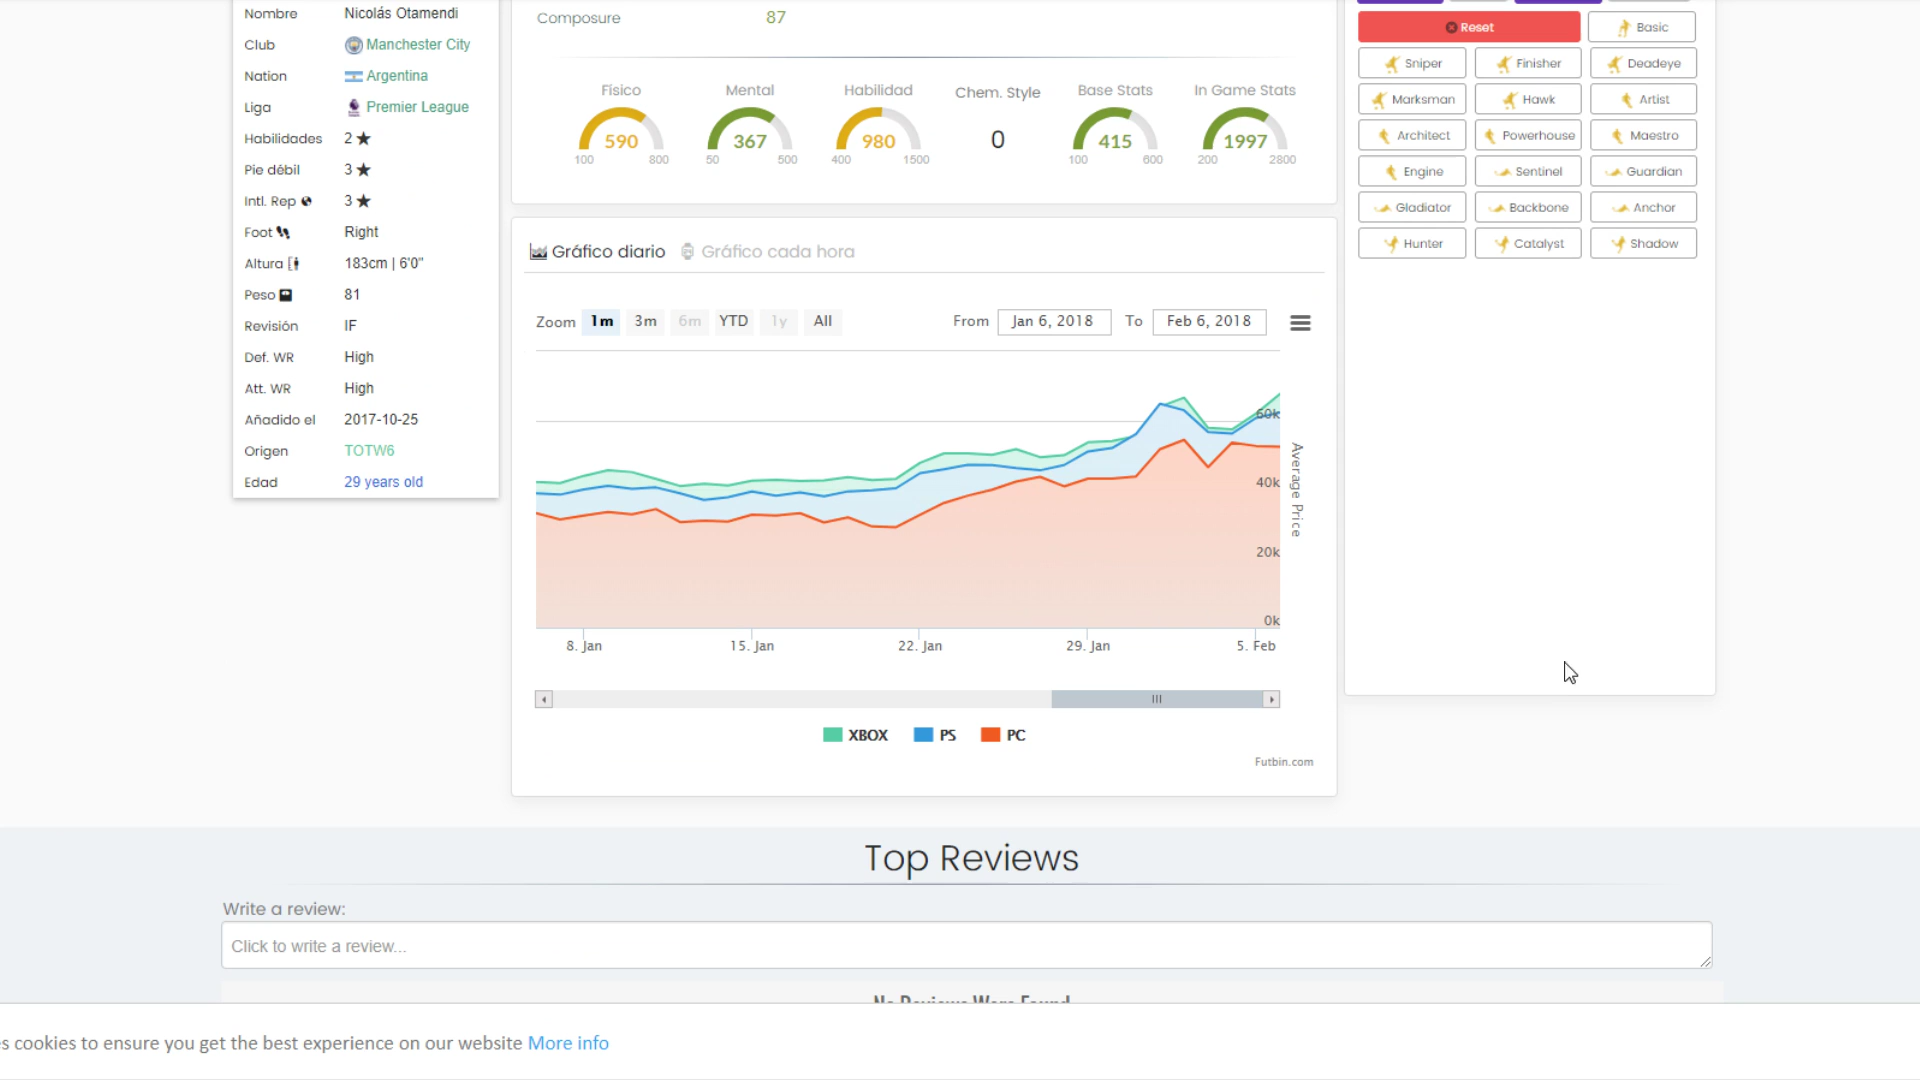 Nombre Nicolás Otamendi
Club Manchester City
Nation Argentina
Liga Premier League
Habilidades 2
Pie débil 3
Intl. Rep 3
Foot Right
Altura 183cm | 6'0"
Peso 81
Revisión IF
Def. WR High
Att. WR High
Añadido el 2017-10-25
Origen TOTW6
Edad 29 years old
Composure 87
Físico Mental Habilidad Chem. Style Base Stats In Game Stats
590 367 980 0 415 1997
100 800 50 500 400 1500 100 600 200 2800
Gráfico diario Gráfico cada hora
Zoom 1m 3m 6m YTD 1y All From Jan 6, 2018 To Feb 6, 2018
60k
40k
20k
0k
Average Price
8. Jan 15. Jan 22. Jan 29. Jan 5. Feb
XBOX PS PC
Futbin.com
Reset Basic
Sniper Finisher Deadeye
Marksman Hawk Artist
Architect Powerhouse Maestro
Engine Sentinel Guardian
Gladiator Backbone Anchor
Hunter Catalyst Shadow
Top Reviews
Write a review:
Click to write a review...
No Reviews Were Found
s cookies to ensure you get the best experience on our website More info